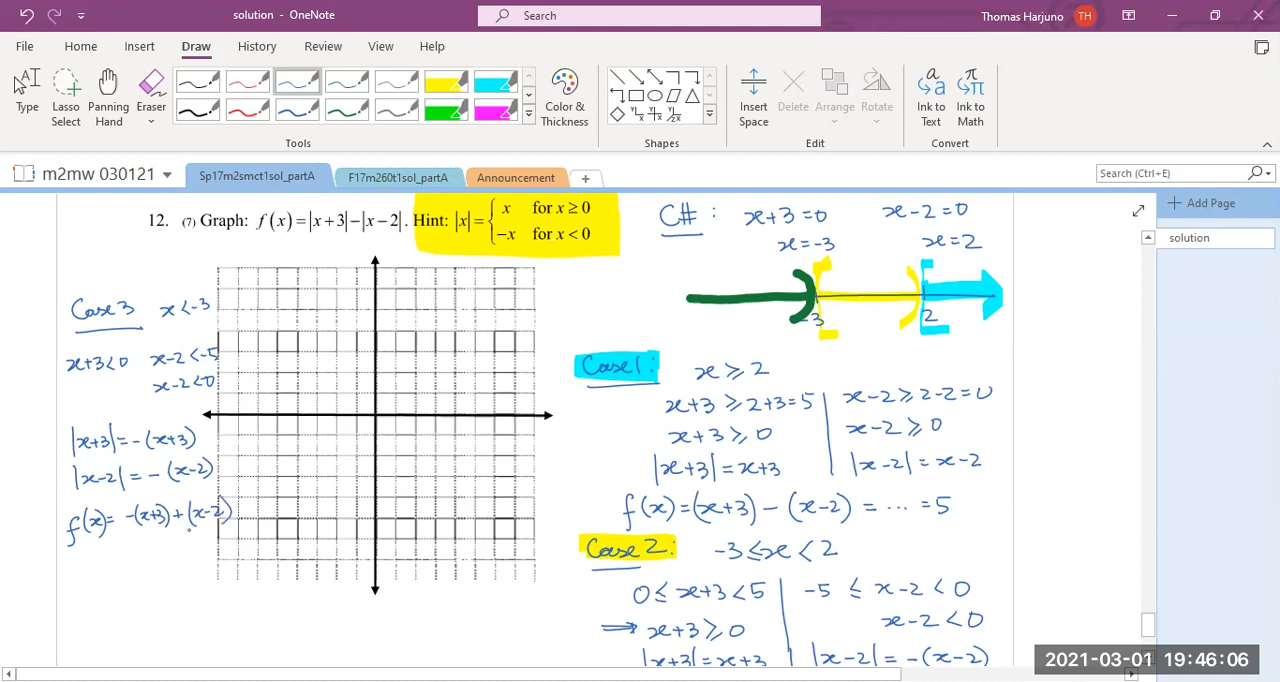 solution - OneNote
Search
Thomas Harjuno TH
File Home Insert Draw History Review View Help
Type
Lasso Select
Panning Hand
Eraser
Color & Thickness
Insert Space
Delete
Arrange
Rotate
Ink to Text
Ink to Math
Tools
Shapes
Edit
Convert
m2mw 030121
Sp17m2smct1sol_partA
F17m260t1sol_partA
Announcement
+
Search (Ctrl+E)
+ Add Page
solution
12. (7) Graph: f(x)=|x+3|−|x−2|. Hint: |x|={ x for x≥0
−x for x<0
C# : x+3=0 x-2=0
x=-3 x=2
-3 2
Case 3 x<-3
x+3<0 x-2<-5
x-2<0
|x+3|=-(x+3)
|x-2|=-(x-2)
f(x)= -(x+3)+(x-2)
Case 1: x⩾2
x+3⩾2+3=5 x-2⩾2-2=0
x+3⩾0 x-2⩾0
|x+3|=x+3 |x-2|=x-2
f(x)=(x+3)-(x-2)= ... =5
Case 2: -3≤x<2
0≤x+3<5 -5≤x-2<0
⟹ x+3⩾0 x-2<0
|x+3|=x+3 |x-2|=-(x-2)
2021-03-01 19:46:06